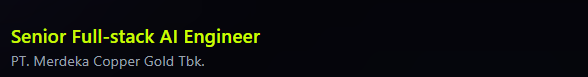 Senior Full-stack AI Engineer
PT. Merdeka Copper Gold Tbk.